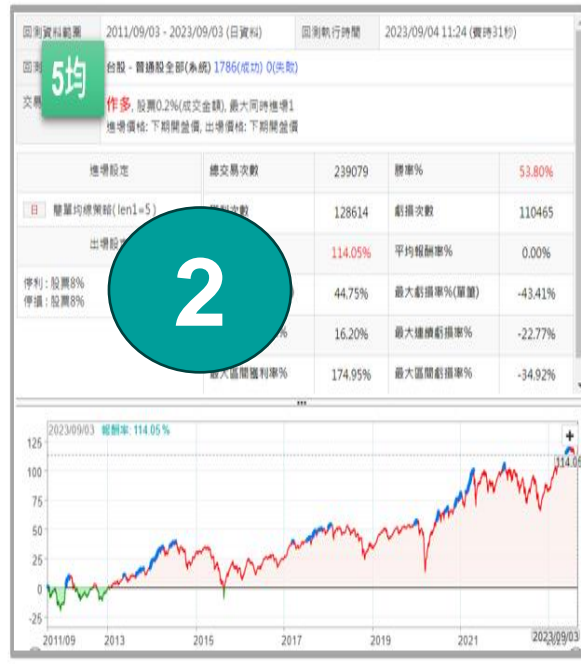 回測資料範圍 2011/09/03 - 2023/09/03 (日資料) 回測執行時間 2023/09/04 11:24 (費時31秒)
回測 台股 - 普通股全部(系統) 1786(成功) 0(失敗)
5均
交易 作多, 股票0.2%(成交金額), 最大同時進場1
進場價格: 下期開盤價, 出場價格: 下期開盤價
進場設定 總交易次數 239079 勝率% 53.80%
日 簡單均線策略(len1=5) 次數 128614 虧損次數 110465
出場設定 114.05% 平均報酬率% 0.00%
停利: 股票8%
停損: 股票8%
2
44.75% 最大虧損率%(單筆) -43.41%
% 16.20% 最大連續虧損率% -22.77%
最大區間獲利率% 174.95% 最大區間虧損率% -34.92%
2023/09/03 報酬率: 114.05 %
+
125
114.05
100
75
50
25
0
-25
2011/09 2013 2015 2017 2019 2021 2023/09/03